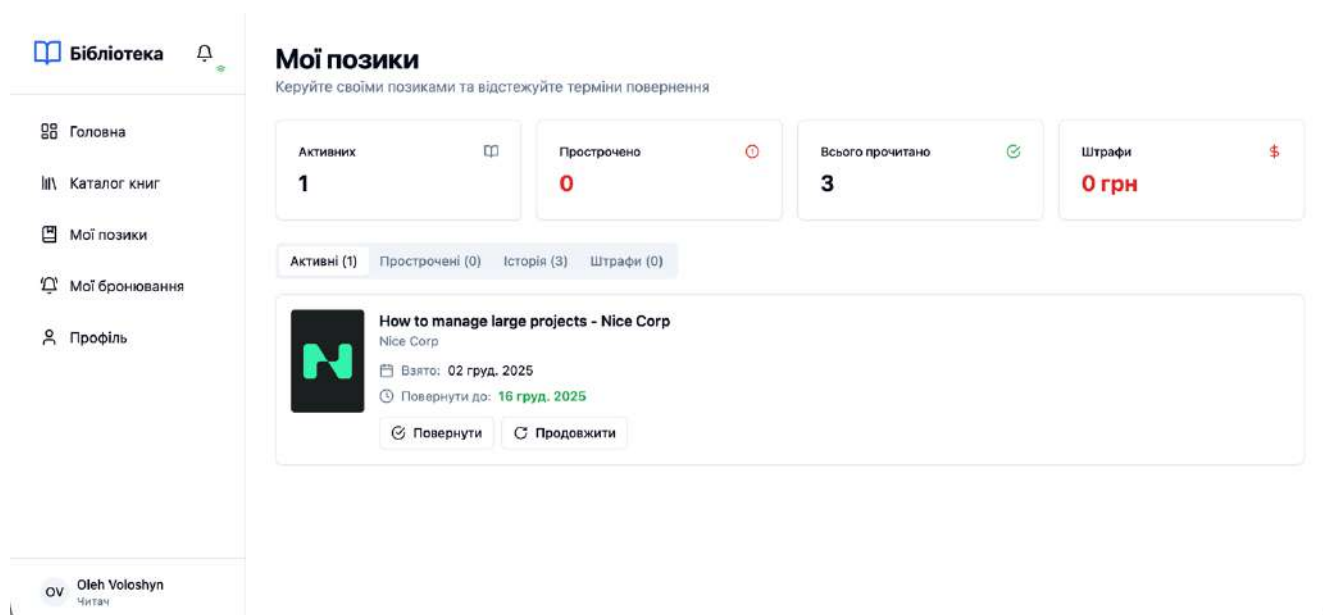 Бібліотека
Головна
Каталог книг
Мої позики
Мої бронювання
Профіль
OV
Oleh Voloshyn
Читач
Мої позики
Керуйте своїми позиками та відстежуйте терміни повернення
Активних
1
Прострочено
0
Всього прочитано
3
Штрафи
$
0 грн
Активні (1) Прострочені (0) Історія (3) Штрафи (0)
How to manage large projects - Nice Corp
Nice Corp
Взято: 02 груд. 2025
Повернути до: 16 груд. 2025
Повернути Продовжити